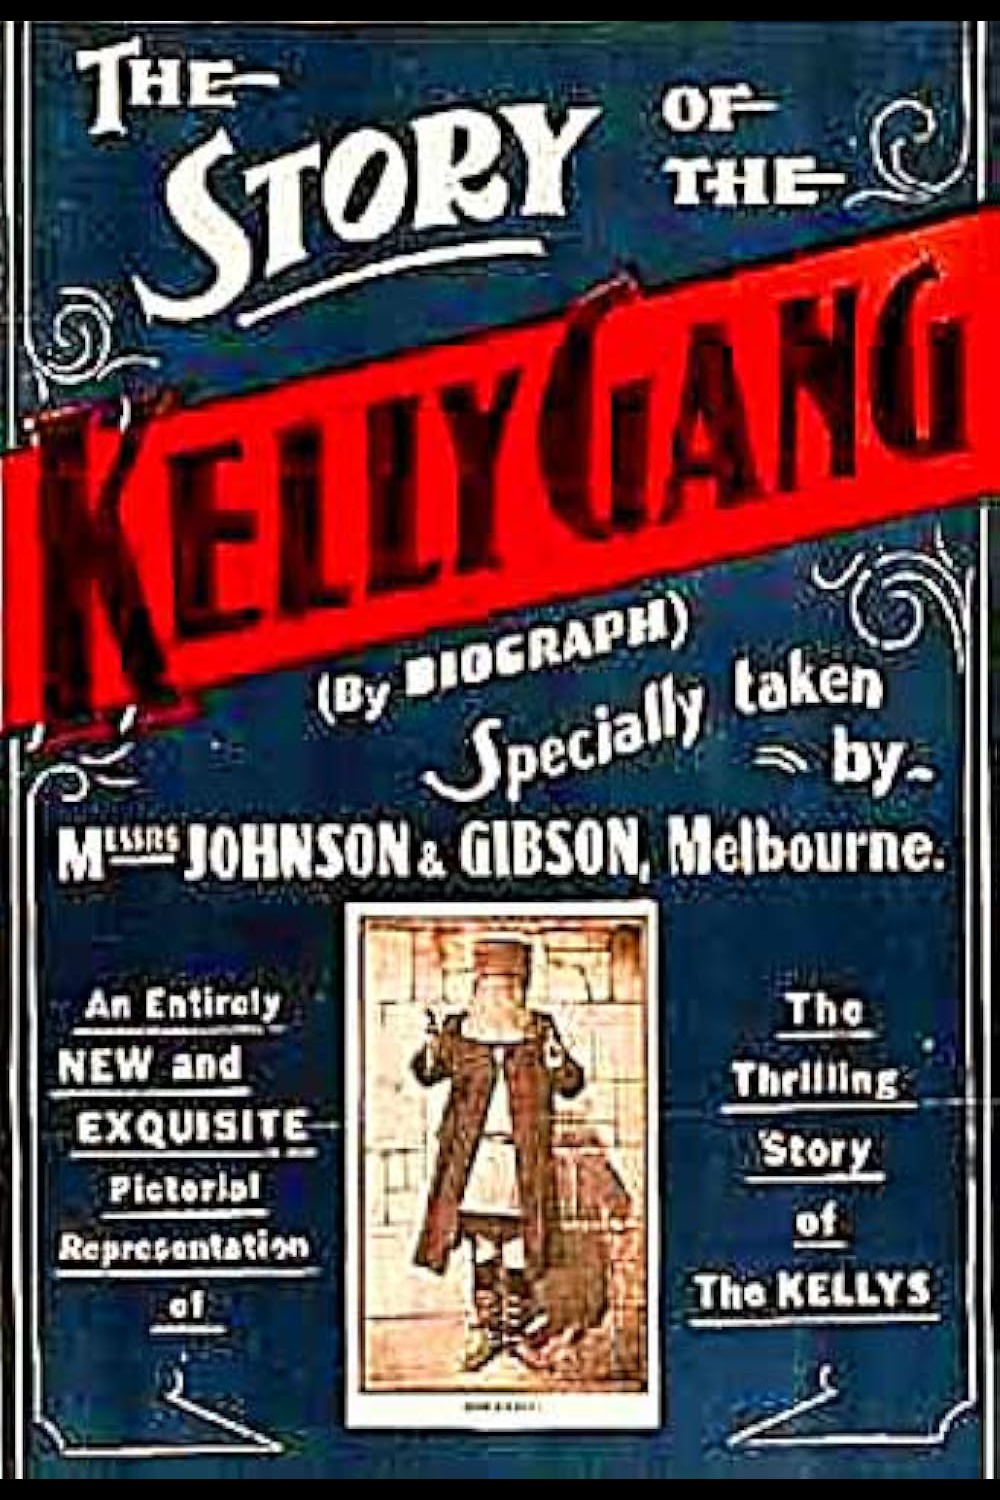 THE
STORY
OF
THE
KELLY GANG
(By BIOGRAPH)
Specially taken
by
MESSRS JOHNSON & GIBSON, Melbourne.
An Entirely
NEW and
EXQUISITE
Pictorial
Representation
of
The
Thrilling
Story
of
The KELLYS